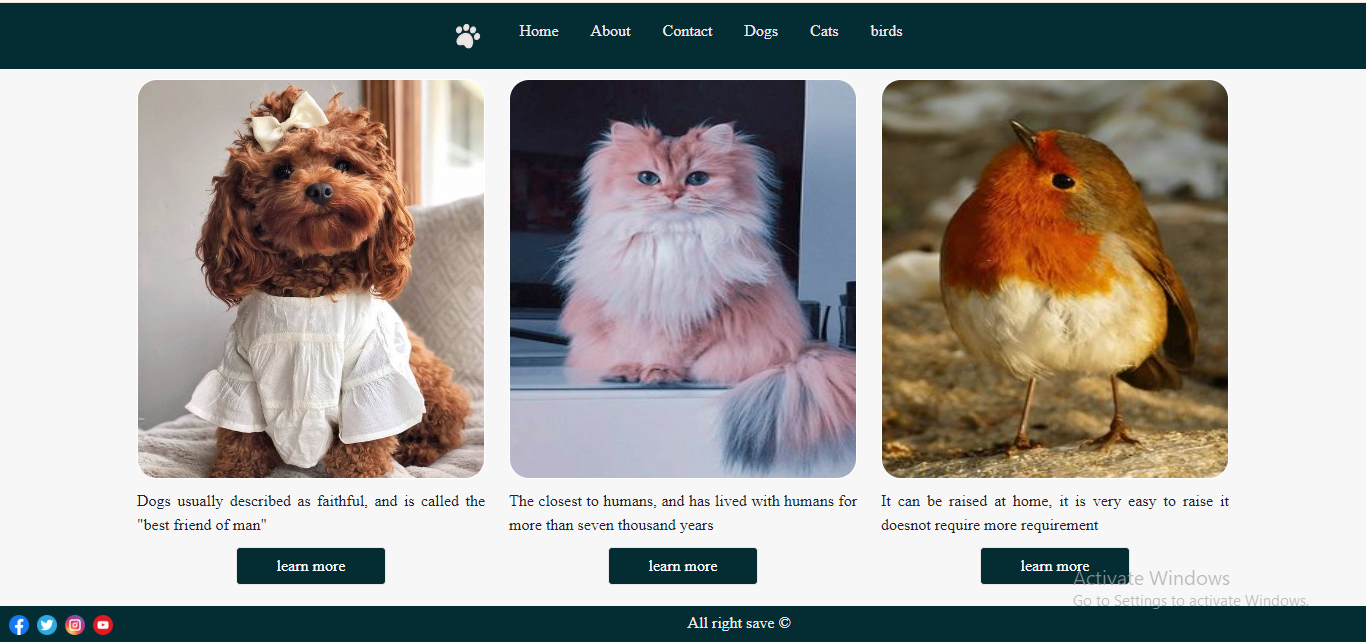 Home About Contact Dogs Cats birds
Dogs usually described as faithful, and is called the
"best friend of man"
The closest to humans, and has lived with humans for
more than seven thousand years
It can be raised at home, it is very easy to raise it
doesnot require more requirement
learn more learn more learn more
Activate Windows
Go to Settings to activate Windows.
All right save ©